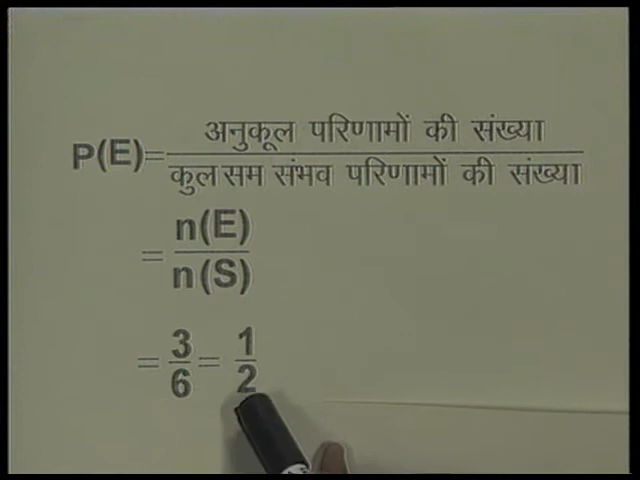 P(E)= अनुकूल परिणामों की संख्या
कुल सम संभव परिणामों की संख्या
= n(E)
n(S)
= 3/6 = 1/2